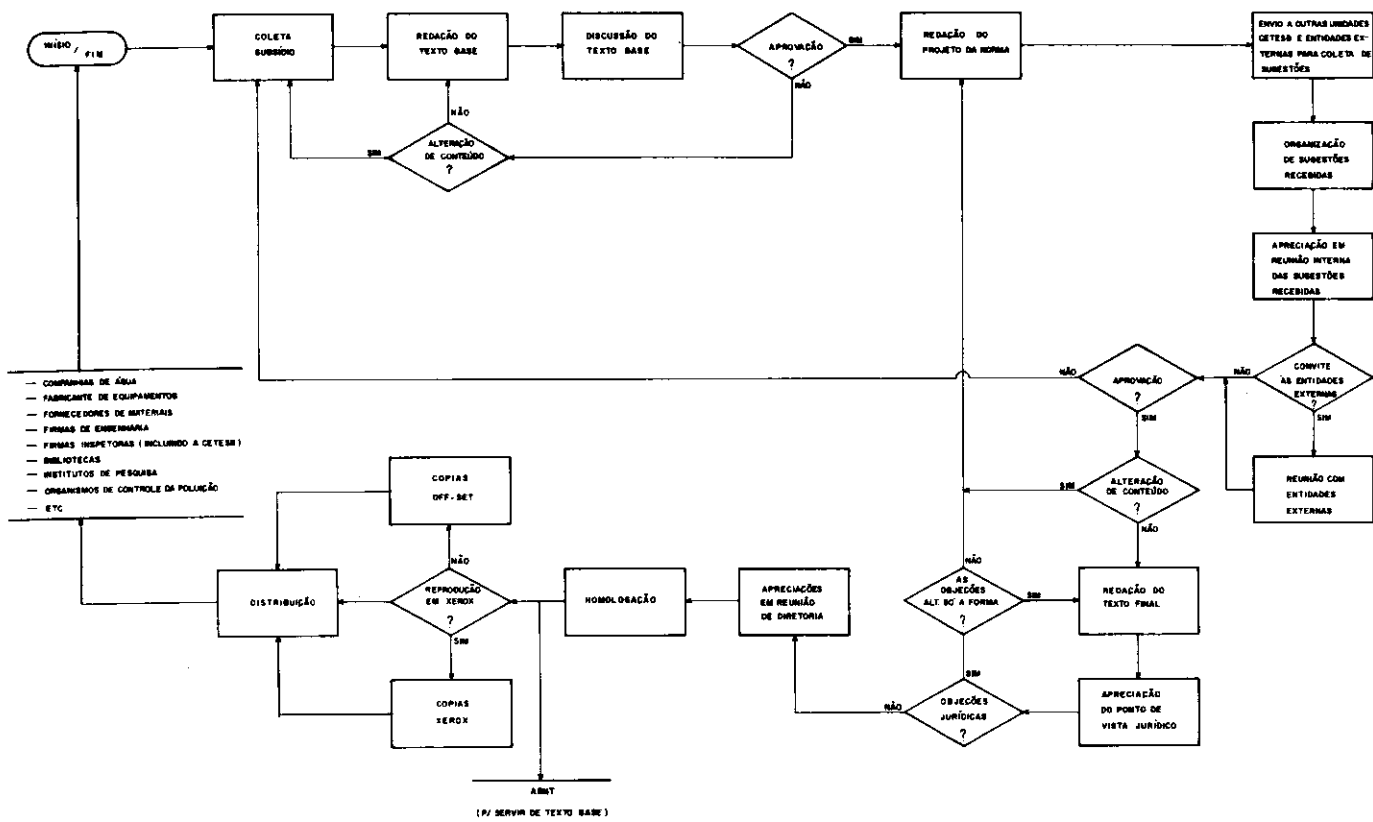 INÍSIO /
FIM
COLETA
SUBSÍDIO
REDAÇÃO DO
TEXTO BASE
DISCUSSÃO DO
TEXTO BASE
APROVAÇÃO
?
SIM
NÃO
REDAÇÃO DO
PROJETO DA NORMA
ENVIO A OUTRAS UNIDADES
CETESB E ENTIDADES EX-
TERNAS PARA COLETA DE
SUGESTÕES
NÃO
ALTERAÇÃO
DE CONTEÚDO
?
SIM
ORGANIZAÇÃO
DE SUGESTÕES
RECEBIDAS
APRECIAÇÃO EM
REUNIÃO INTERNA
DAS SUGESTÕES
RECEBIDAS
CONVITE
ÀS ENTIDADES
EXTERNAS
?
NÃO
SIM
REUNIÃO COM
ENTIDADES
EXTERNAS
APROVAÇÃO
?
NÃO
SIM
ALTERAÇÃO
DE CONTEÚDO
?
SIM
NÃO
— COMPANHIAS DE ÁGUA
— FABRICANTE DE EQUIPAMENTOS
— FORNECEDORES DE MATERIAIS
— FIRMAS DE ENGENHARIA
— FIRMAS INSPETORAS (INCLUINDO A CETESB)
— BIBLIOTECAS
— INSTITUTOS DE PESQUISA
— ORGANISMOS DE CONTROLE DA POLUIÇÃO
— ETC
COPIAS
OFF-SET
NÃO
DISTRIBUIÇÃO
REPRODUÇÃO
EM XEROX
?
SIM
COPIAS
XEROX
HOMOLOGAÇÃO
APRECIAÇÕES
EM REUNIÃO
DE DIRETORIA
NÃO
AS
OBJEÇÕES
ALT. SÓ A FORMA
?
SIM
REDAÇÃO DO
TEXTO FINAL
SIM
OBJEÇÕES
JURÍDICAS
?
NÃO
APRECIAÇÃO
DO PONTO DE
VISTA JURÍDICO
ABNT
(P/ SERVIR DE TEXTO BASE)